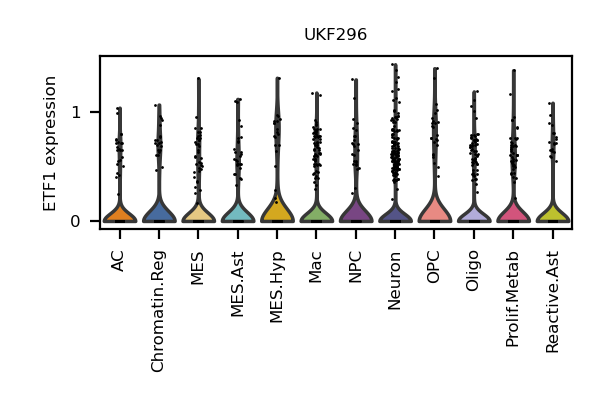 UKF296
ETF1 expression
1
0
AC
Chromatin.Reg
MES
MES.Ast
MES.Hyp
Mac
NPC
Neuron
OPC
Oligo
Prolif.Metab
Reactive.Ast